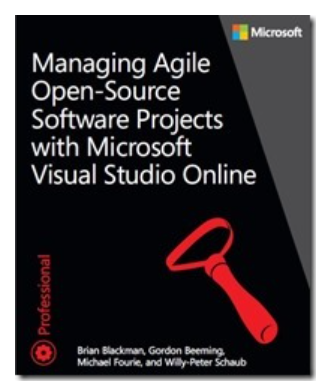 Microsoft
Managing Agile
Open-Source
Software Projects
with Microsoft
Visual Studio Online
Professional
Brian Blackman, Gordon Beeming,
Michael Fourie, and Willy-Peter Schaub